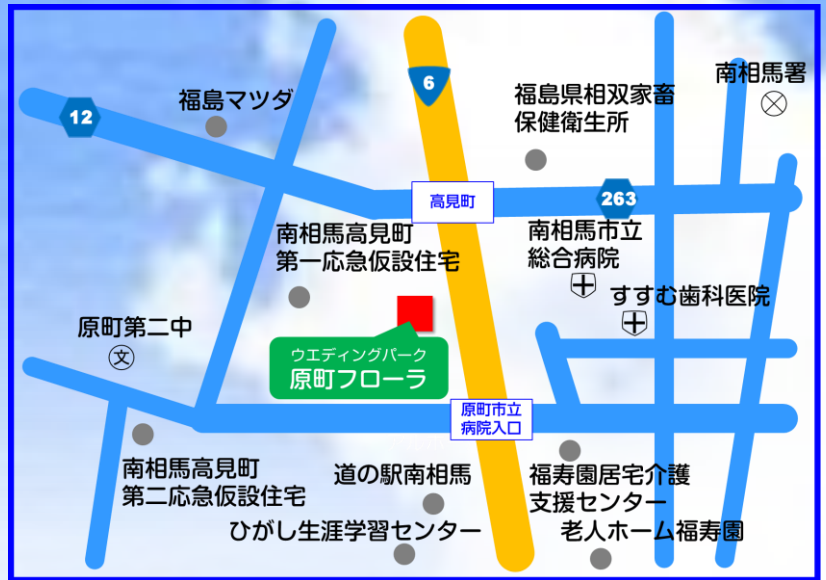 南相馬署
6
福島マツダ
福島県相双家畜
保健衛生所
12
高見町
263
南相馬高見町
第一応急仮設住宅
南相馬市立
総合病院
すすむ歯科医院
原町第二中
文
ウエディングパーク
原町フローラ
原町市立
病院入口
南相馬高見町
第二応急仮設住宅
道の駅南相馬
福寿園居宅介護
支援センター
ひがし生涯学習センター
老人ホーム福寿園